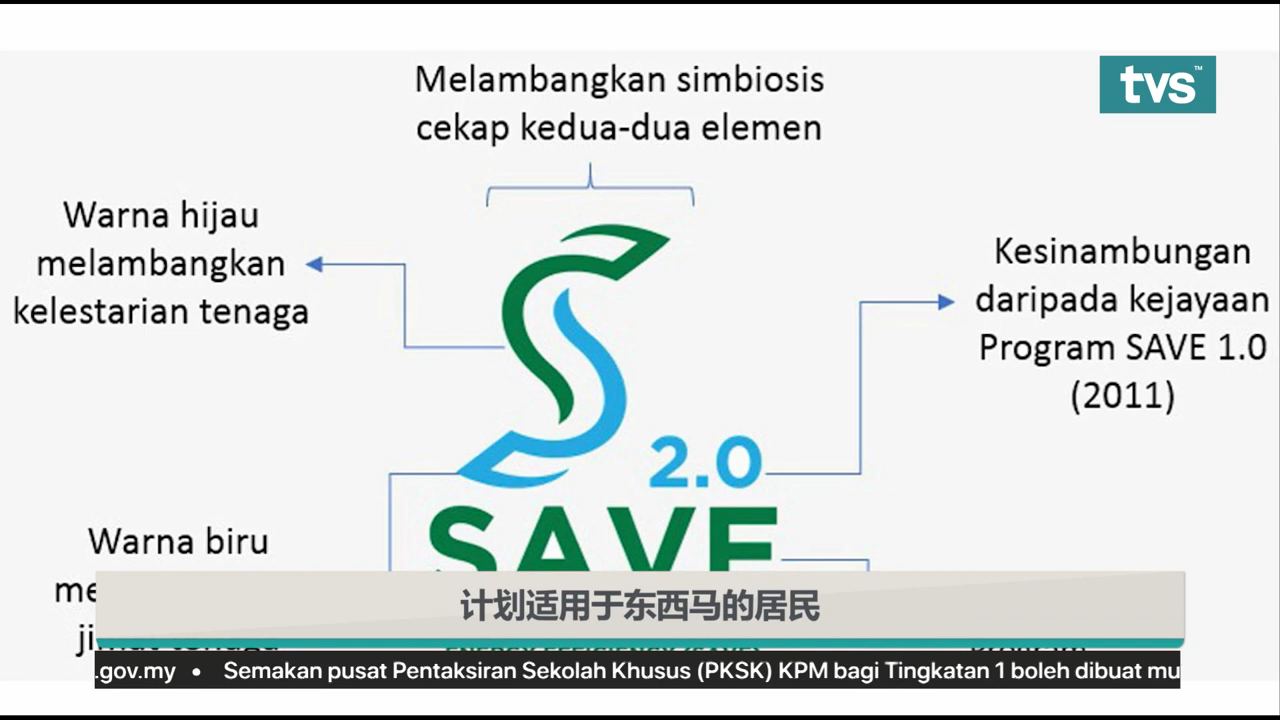 tvs™
Melambangkan simbiosis
cekap kedua-dua elemen
Warna hijau
melambangkan
kelestarian tenaga
Kesinambungan
daripada kejayaan
Program SAVE 1.0
(2011)
2.0
SAVE
Warna biru
计划适用于东西马的居民
.gov.my • Semakan pusat Pentaksiran Sekolah Khusus (PKSK) KPM bagi Tingkatan 1 boleh dibuat mu